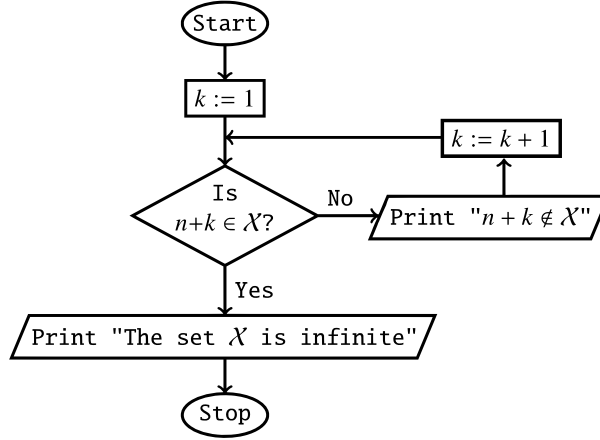 Start
k := 1
k := k + 1
Is
n+k ∈ 𝒳?
No
Print "n + k ∉ 𝒳"
Yes
Print "The set 𝒳 is infinite"
Stop